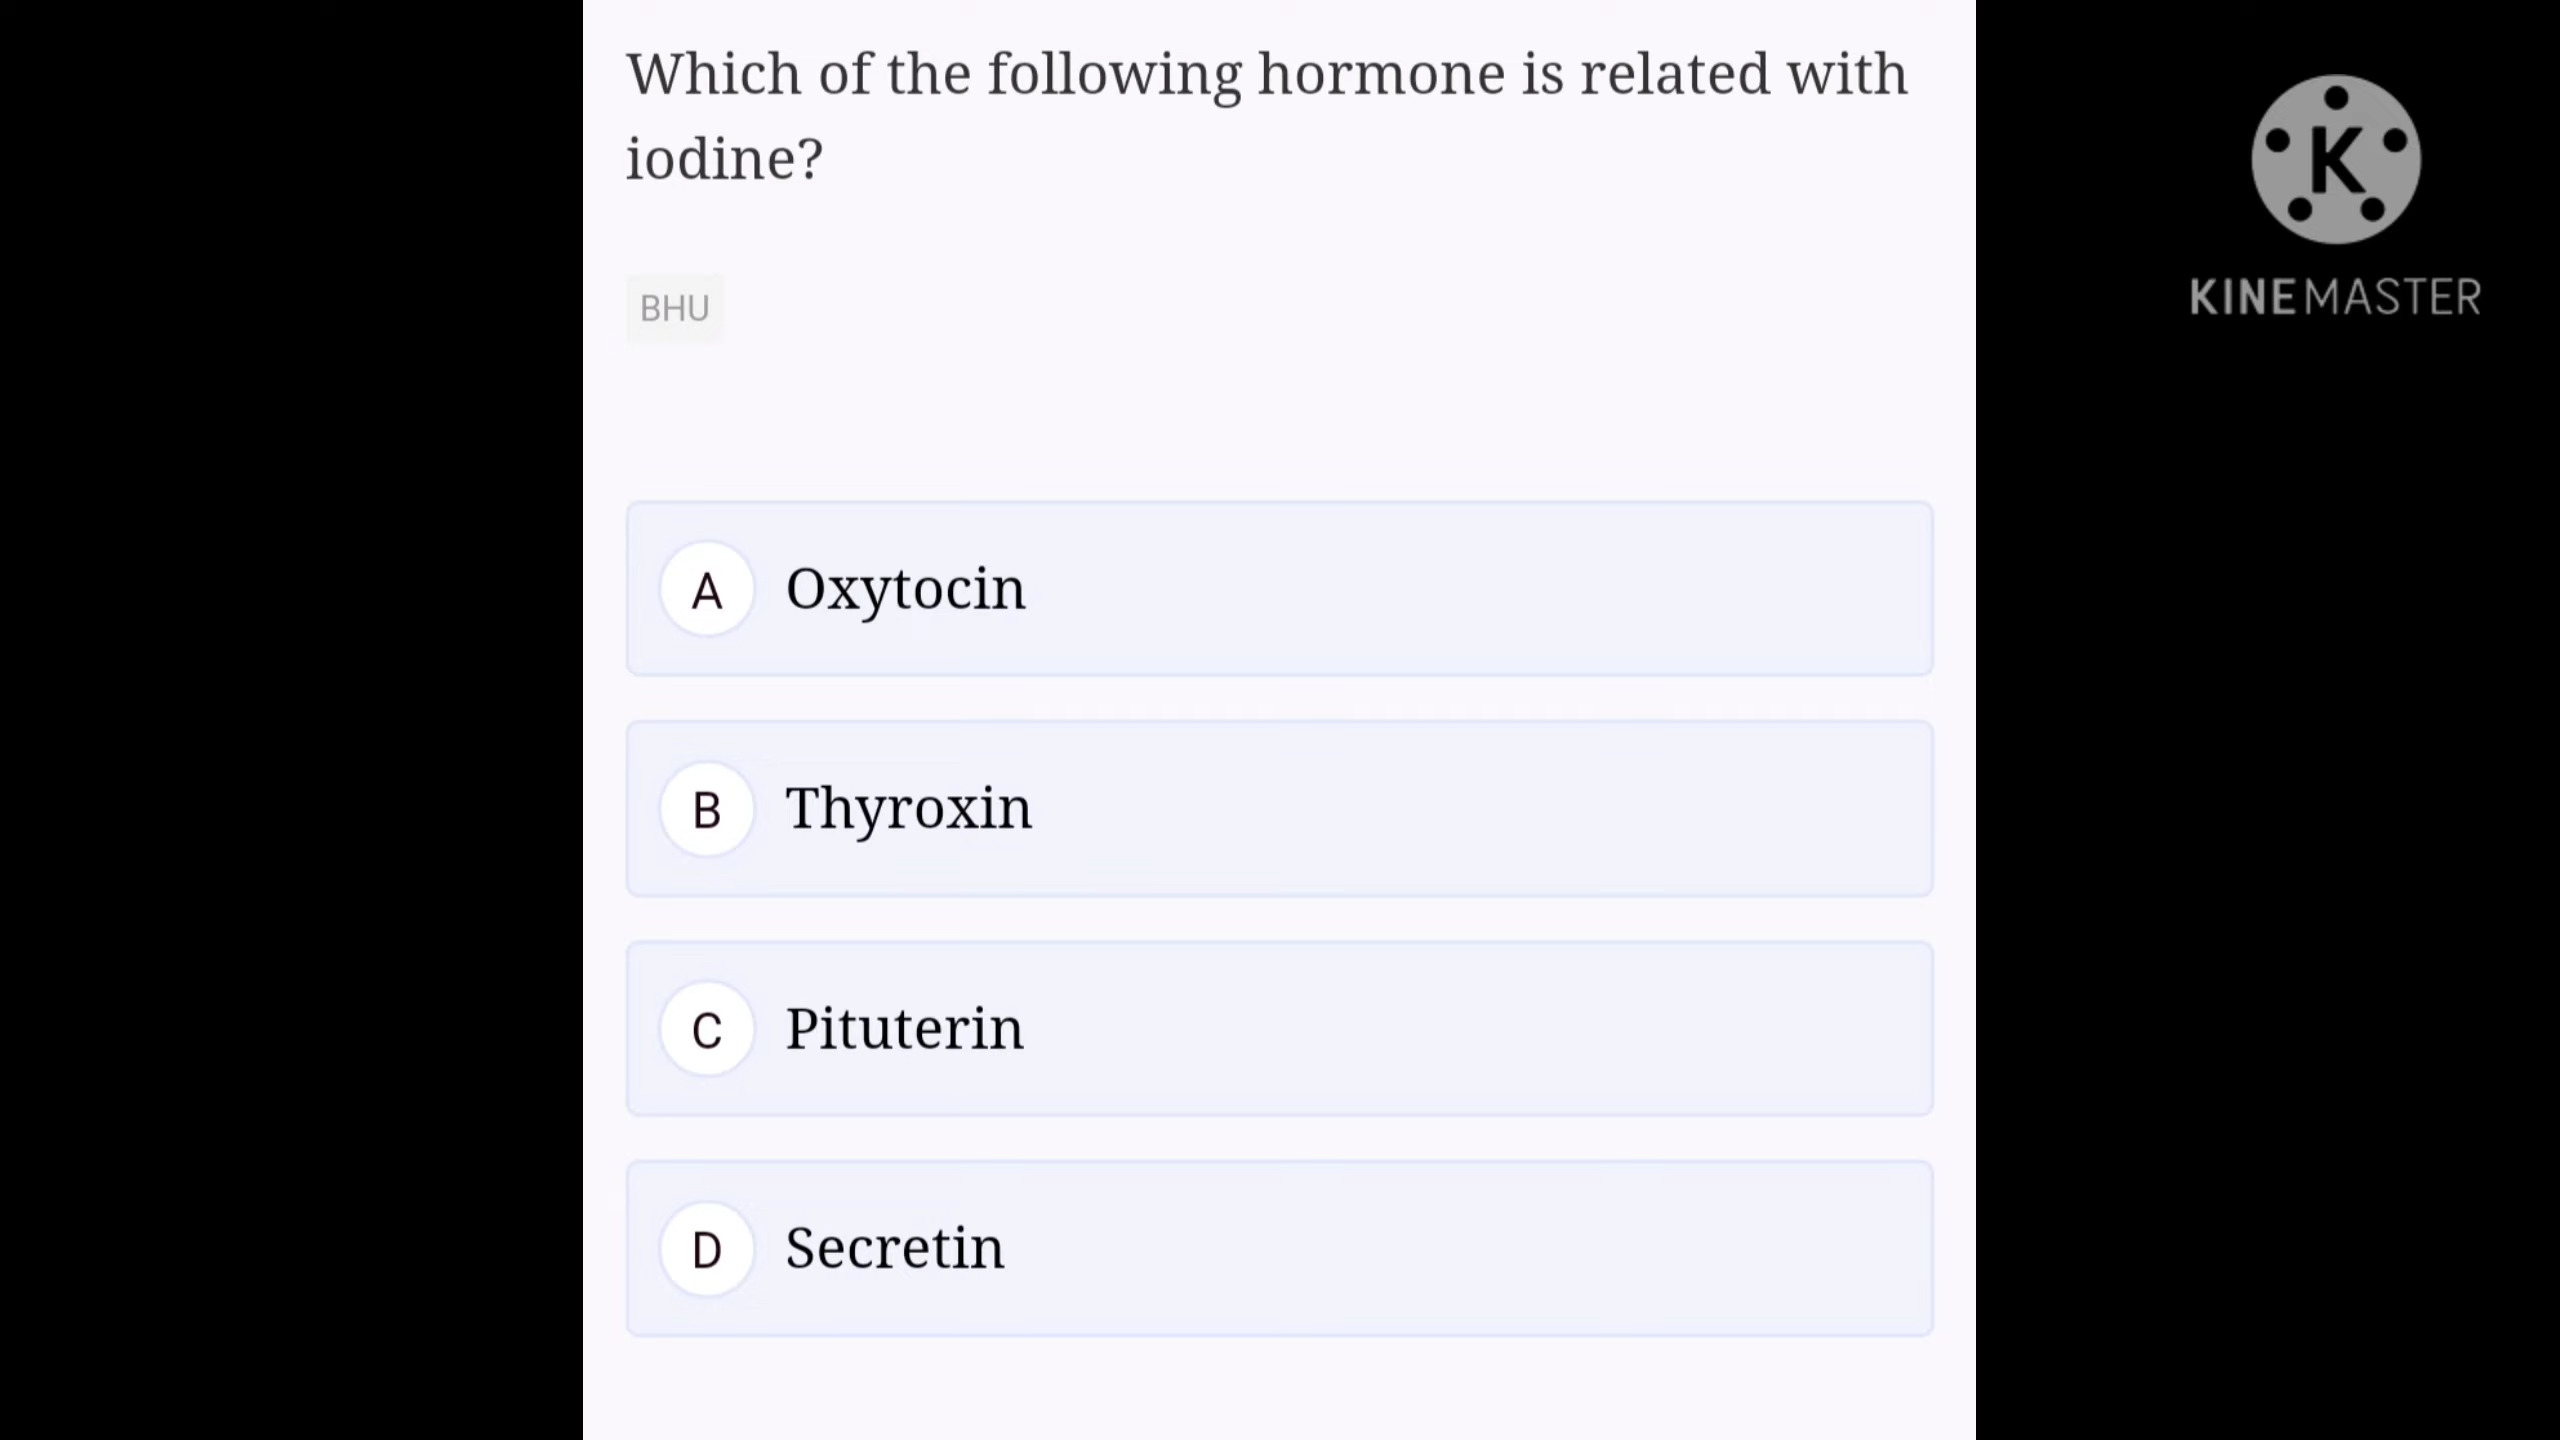 Which of the following hormone is related with
iodine?
BHU
A Oxytocin
B Thyroxin
C Pituterin
D Secretin
K
KINEMASTER